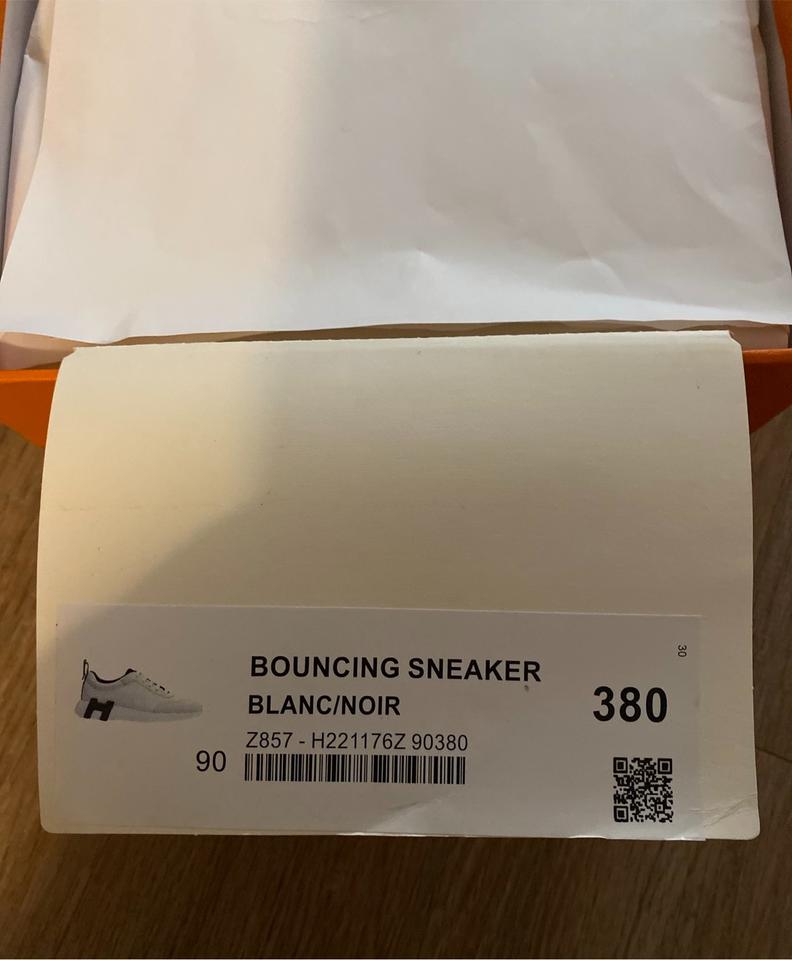 30
BOUNCING SNEAKER
BLANC/NOIR
380
Z857 - H221176Z 90380
90
H